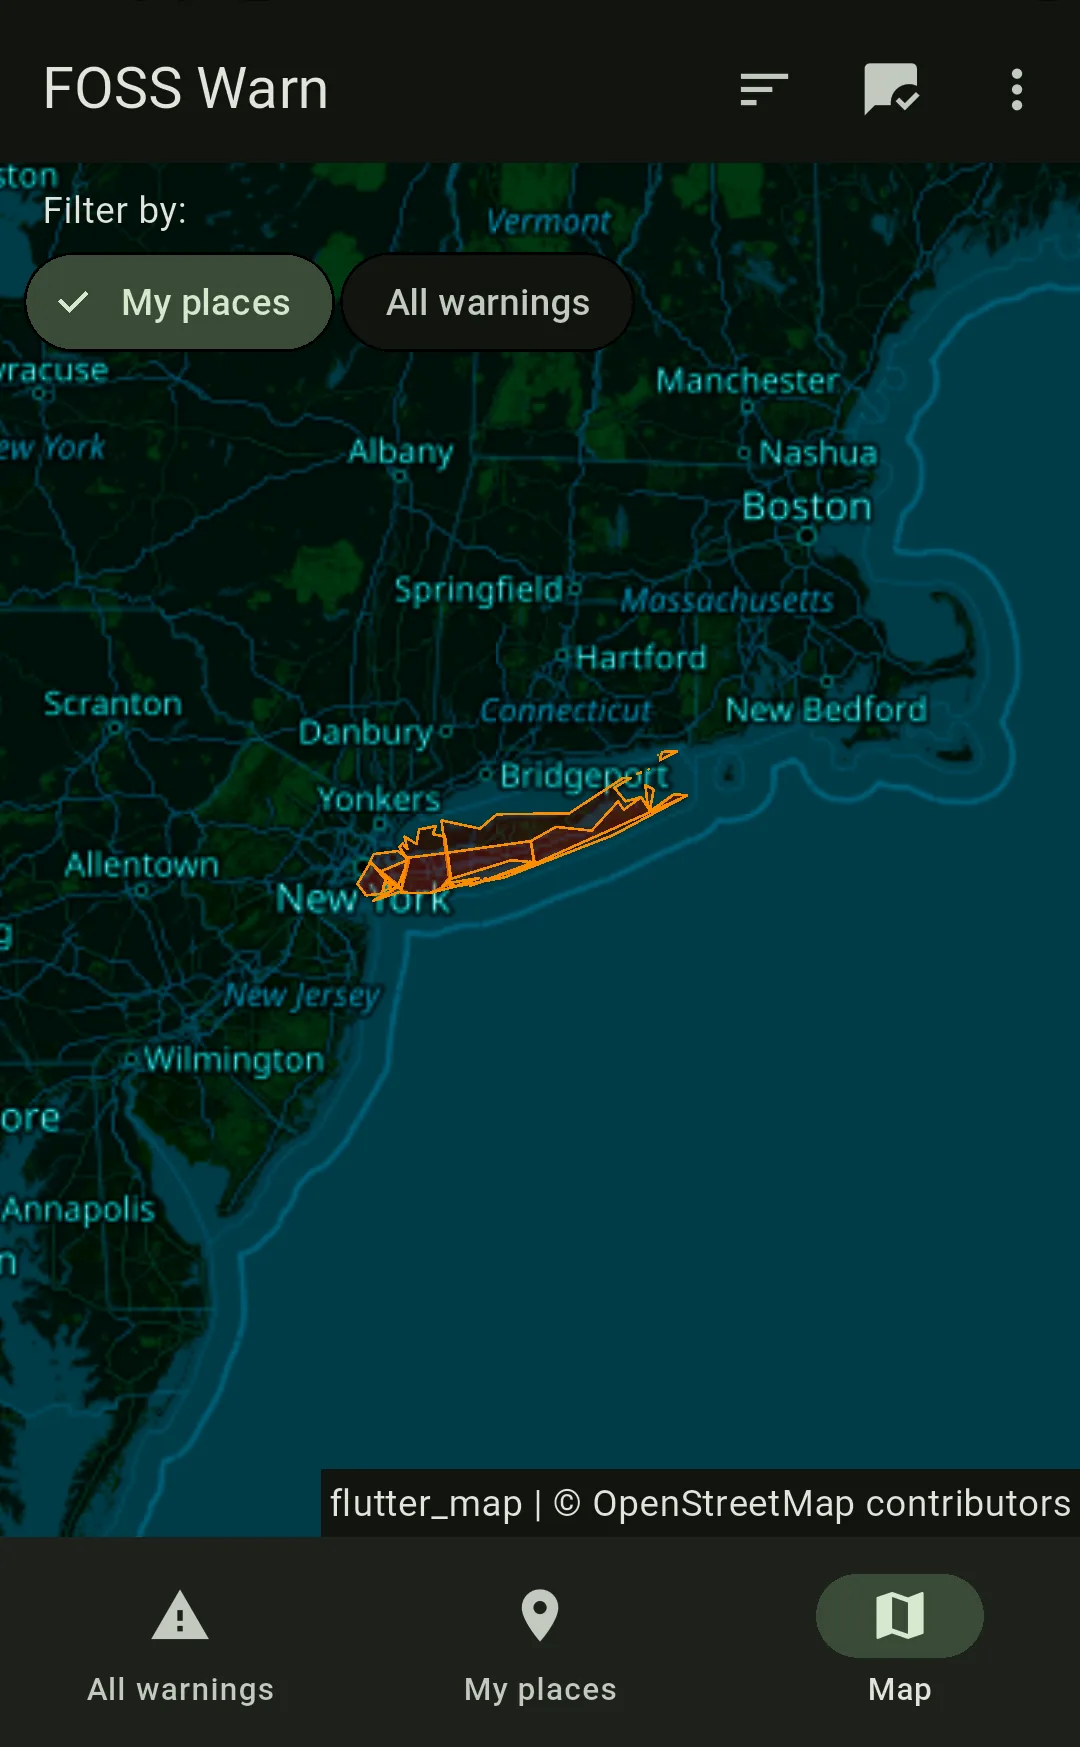 FOSS Warn
ston
Filter by:
Vermont
My places
All warnings
yracuse
Manchester
ew York
Albany
Nashua
Boston
Springfield
Massachusetts
Hartford
Scranton
Connecticut
New Bedford
Danbury
Bridgeport
Yonkers
Allentown
New York
g
New Jersey
Wilmington
ore
Annapolis
n
flutter_map | © OpenStreetMap contributors
All warnings
My places
Map